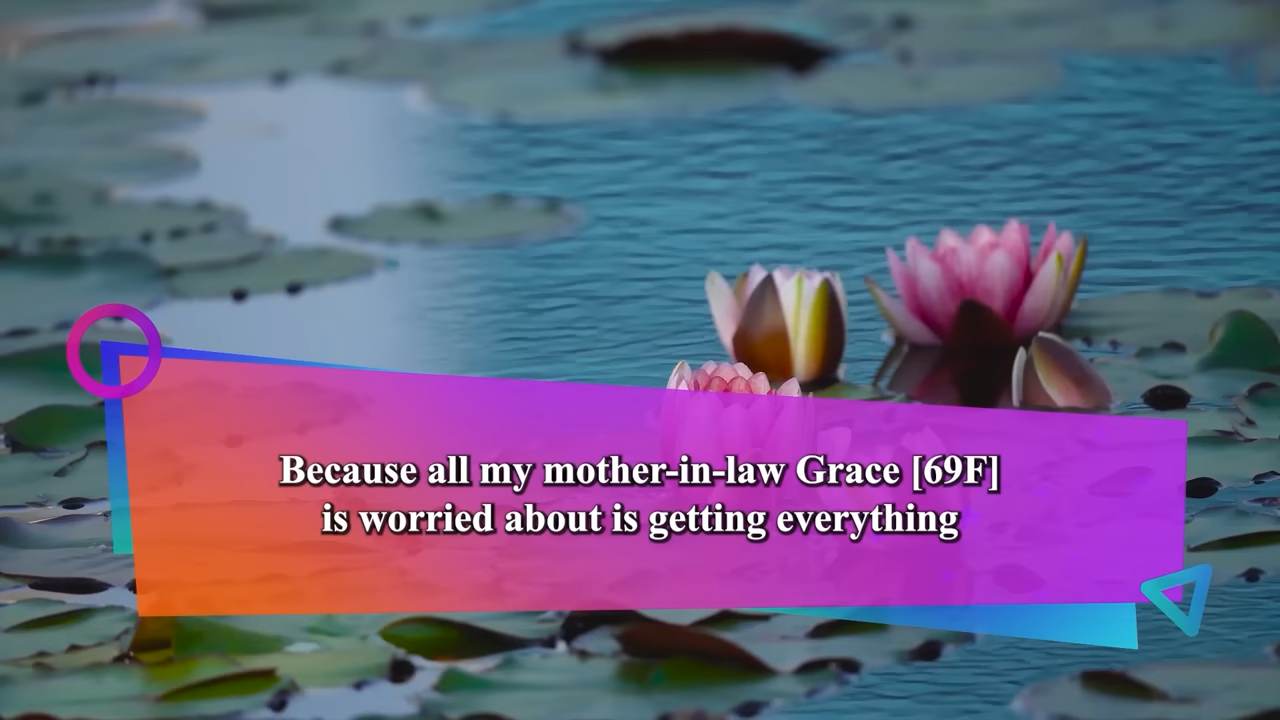 Because all my mother-in-law Grace [69F]
is worried about is getting everything